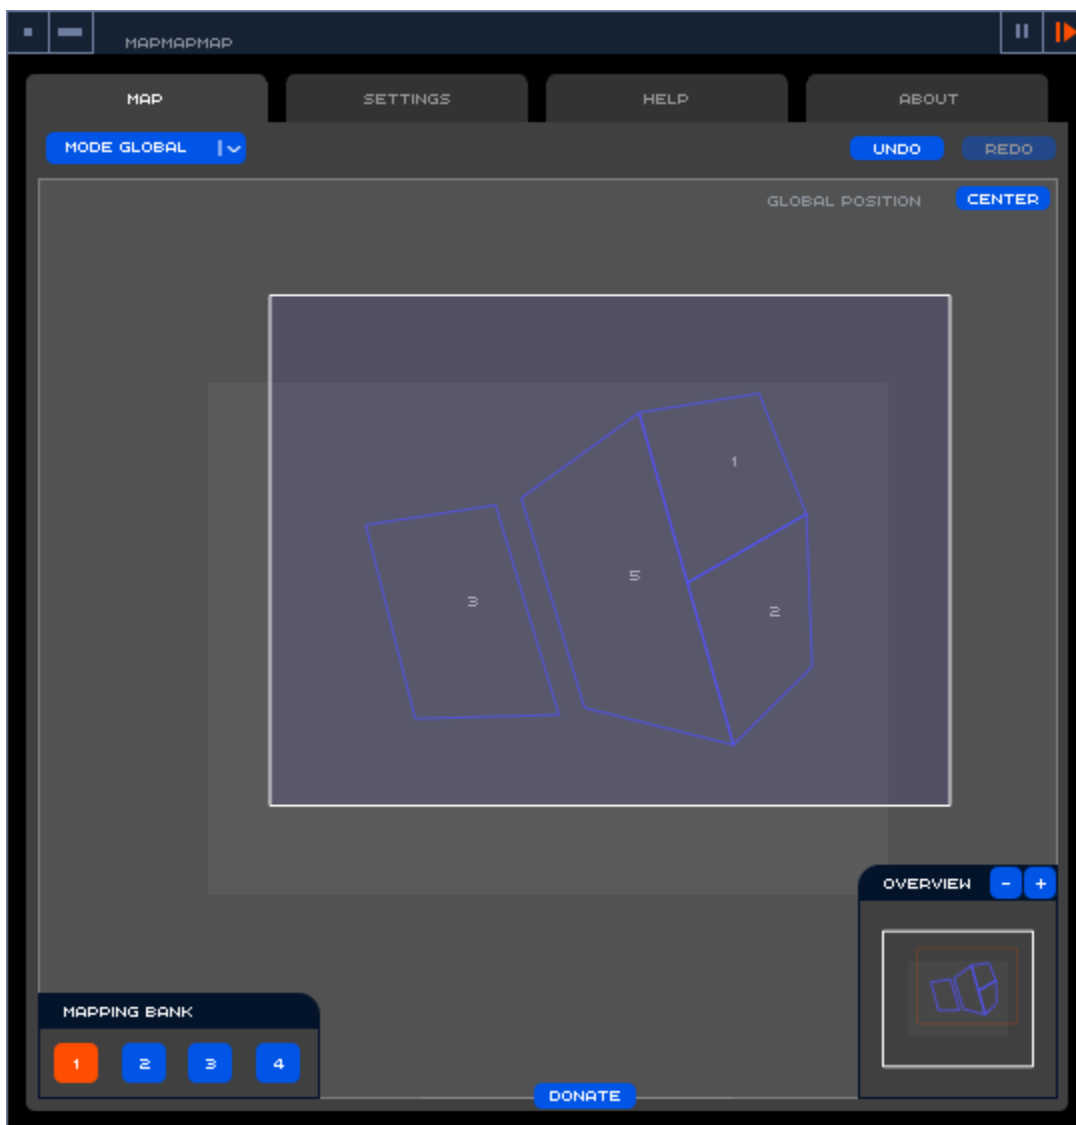 MAPMAPMAP
MAP SETTINGS HELP ABOUT
MODE GLOBAL UNDO REDO
GLOBAL POSITION CENTER
1
5
3
2
OVERVIEW - +
MAPPING BANK
1 2 3 4
DONATE